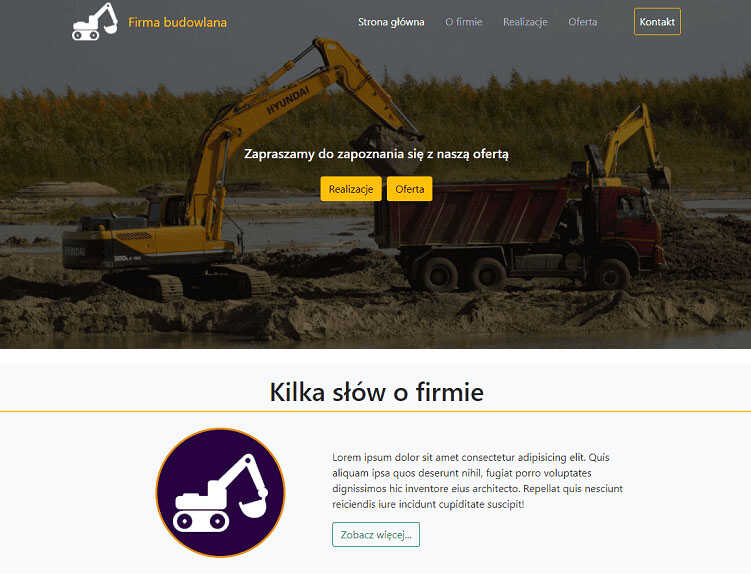 Firma budowlana
Strona główna
O firmie
Realizacje
Oferta
Kontakt
HYUNDAI
Zapraszamy do zapoznania się z naszą ofertą
Realizacje
Oferta
HYUNDAI
Kilka słów o firmie
Lorem ipsum dolor sit amet consectetur adipisicing elit. Quis
aliquam ipsa quos deserunt nihil, fugiat porro voluptates
dignissimos hic inventore eius architecto. Repellat quis nesciunt
reiciendis iure incidunt cupiditate suscipit!
Zobacz więcej...